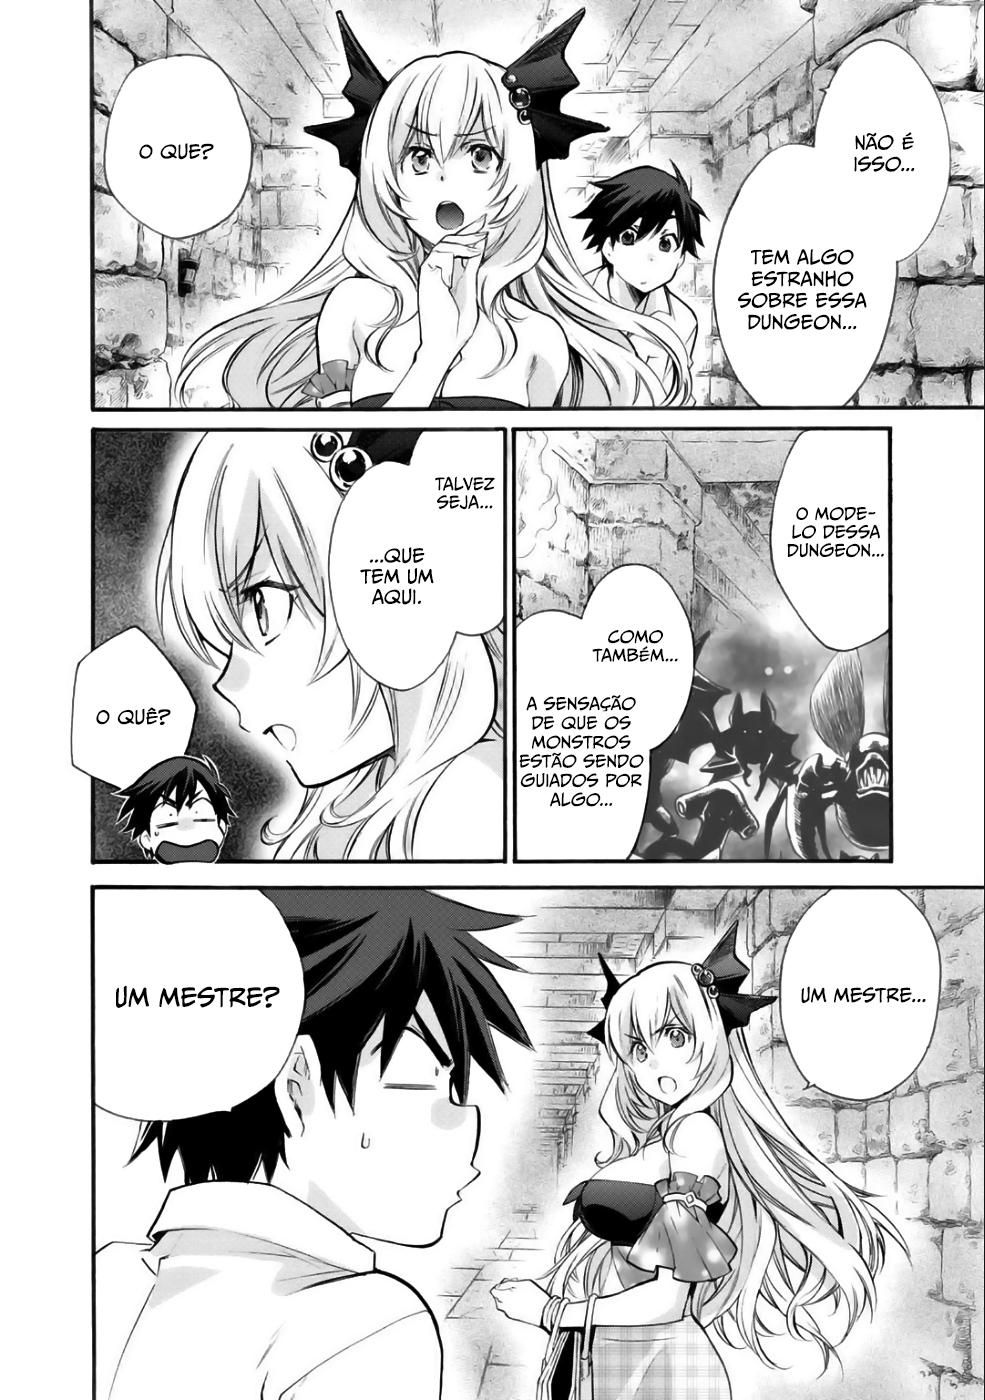 NÃO É
ISSO...
TEM ALGO
ESTRANHO
SOBRE ESSA
DUNGEON...
O QUE?
O MODE-
LO DESSA
DUNGEON...
COMO
TAMBÉM...
A SENSAÇÃO
DE QUE OS
MONSTROS
ESTÃO SENDO
GUIADOS POR
ALGO...
TALVEZ
SEJA...
...QUE
TEM UM
AQUI.
O QUÊ?
UM MESTRE...
UM MESTRE?